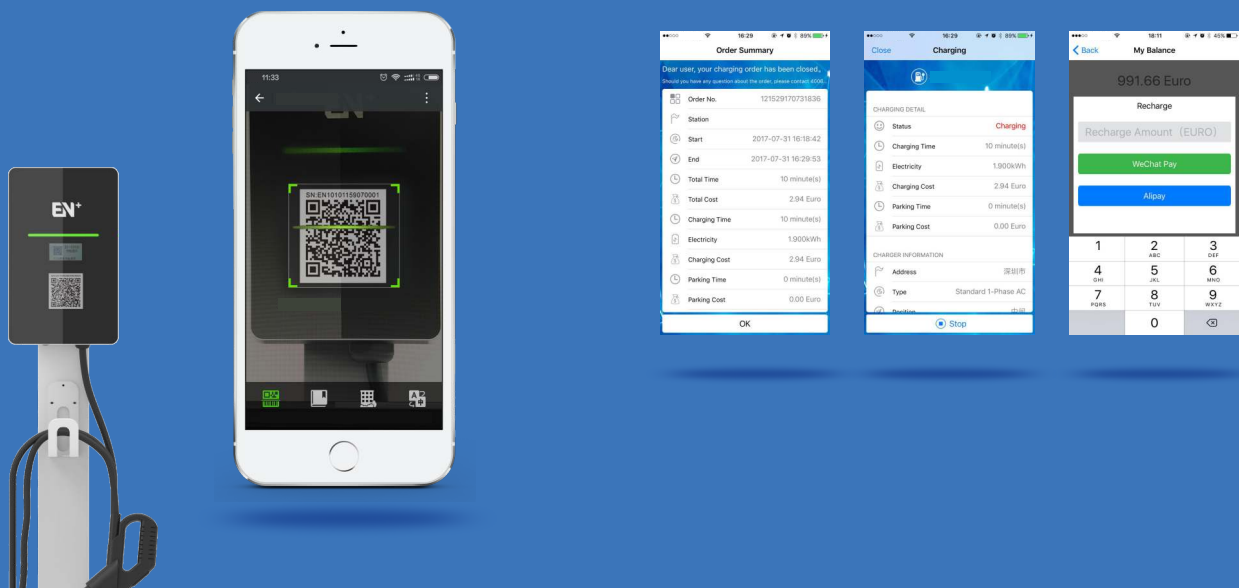 EN+
11:33
EN
SN:EN10101159070001
16:29
89%
Order Summary
Dear user, your charging order has been closed。
Should you have any question about the order, please contact 4006
Order No.
121529170731836
Station
Start
2017-07-31 16:18:42
End
2017-07-31 16:29:53
Total Time
10 minute(s)
Total Cost
2.94 Euro
Charging Time
10 minute(s)
Electricity
1.900kWh
Charging Cost
2.94 Euro
Parking Time
0 minute(s)
Parking Cost
0.00 Euro
OK
16:29
89%
Close
Charging
CHARGING DETAIL
Status
Charging
Charging Time
10 minute(s)
Electricity
1.900kWh
Charging Cost
2.94 Euro
Parking Time
0 minute(s)
Parking Cost
0.00 Euro
CHARGER INFORMATION
Address
深圳市
Type
Standard 1-Phase AC
Position
Stop
18:11
45%
Back
My Balance
991.66 Euro
Recharge
Recharge Amount（EURO）
WeChat Pay
Alipay
1
2
ABC
3
DEF
4
GHI
5
JKL
6
MNO
7
PQRS
8
TUV
9
WXYZ
0